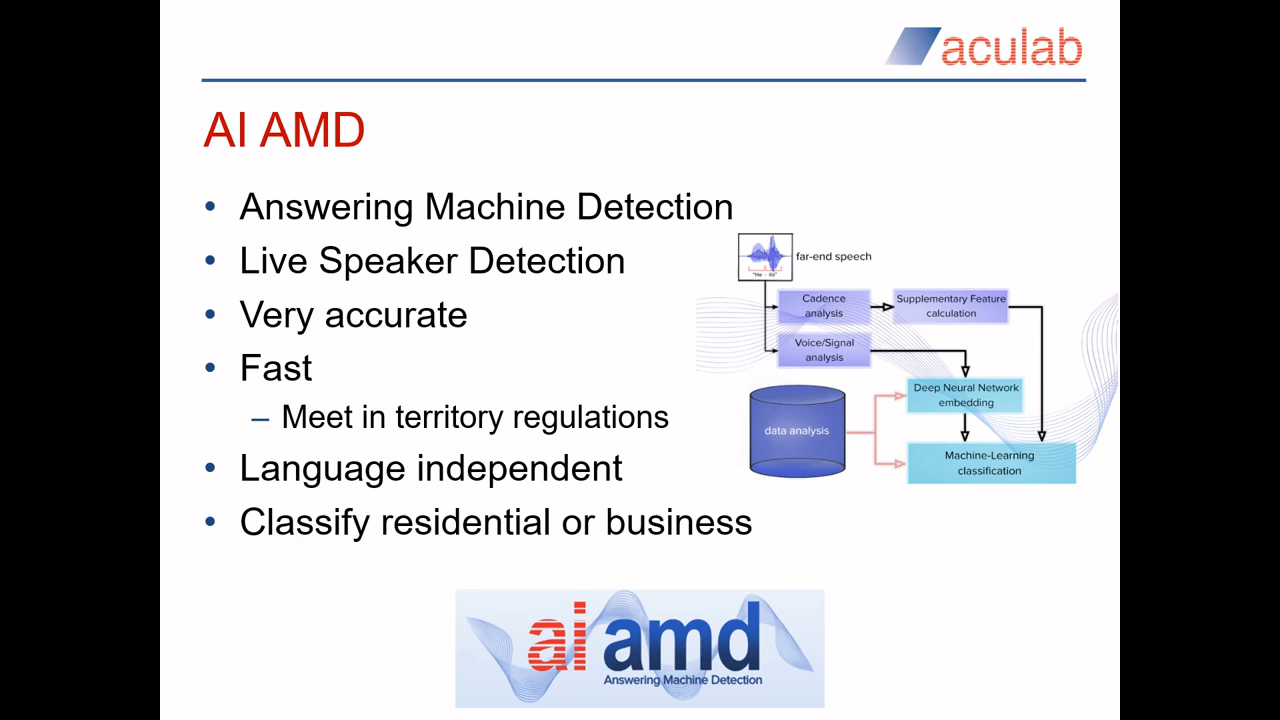 aculab
AI AMD
• Answering Machine Detection
• Live Speaker Detection
• Very accurate
• Fast
– Meet in territory regulations
• Language independent
• Classify residential or business
"He - llo"
far-end speech
Cadence
analysis
Supplementary Feature
calculation
Voice/Signal
analysis
Deep Neural Network
embedding
data analysis
Machine-Learning
classification
ai amd
Answering Machine Detection